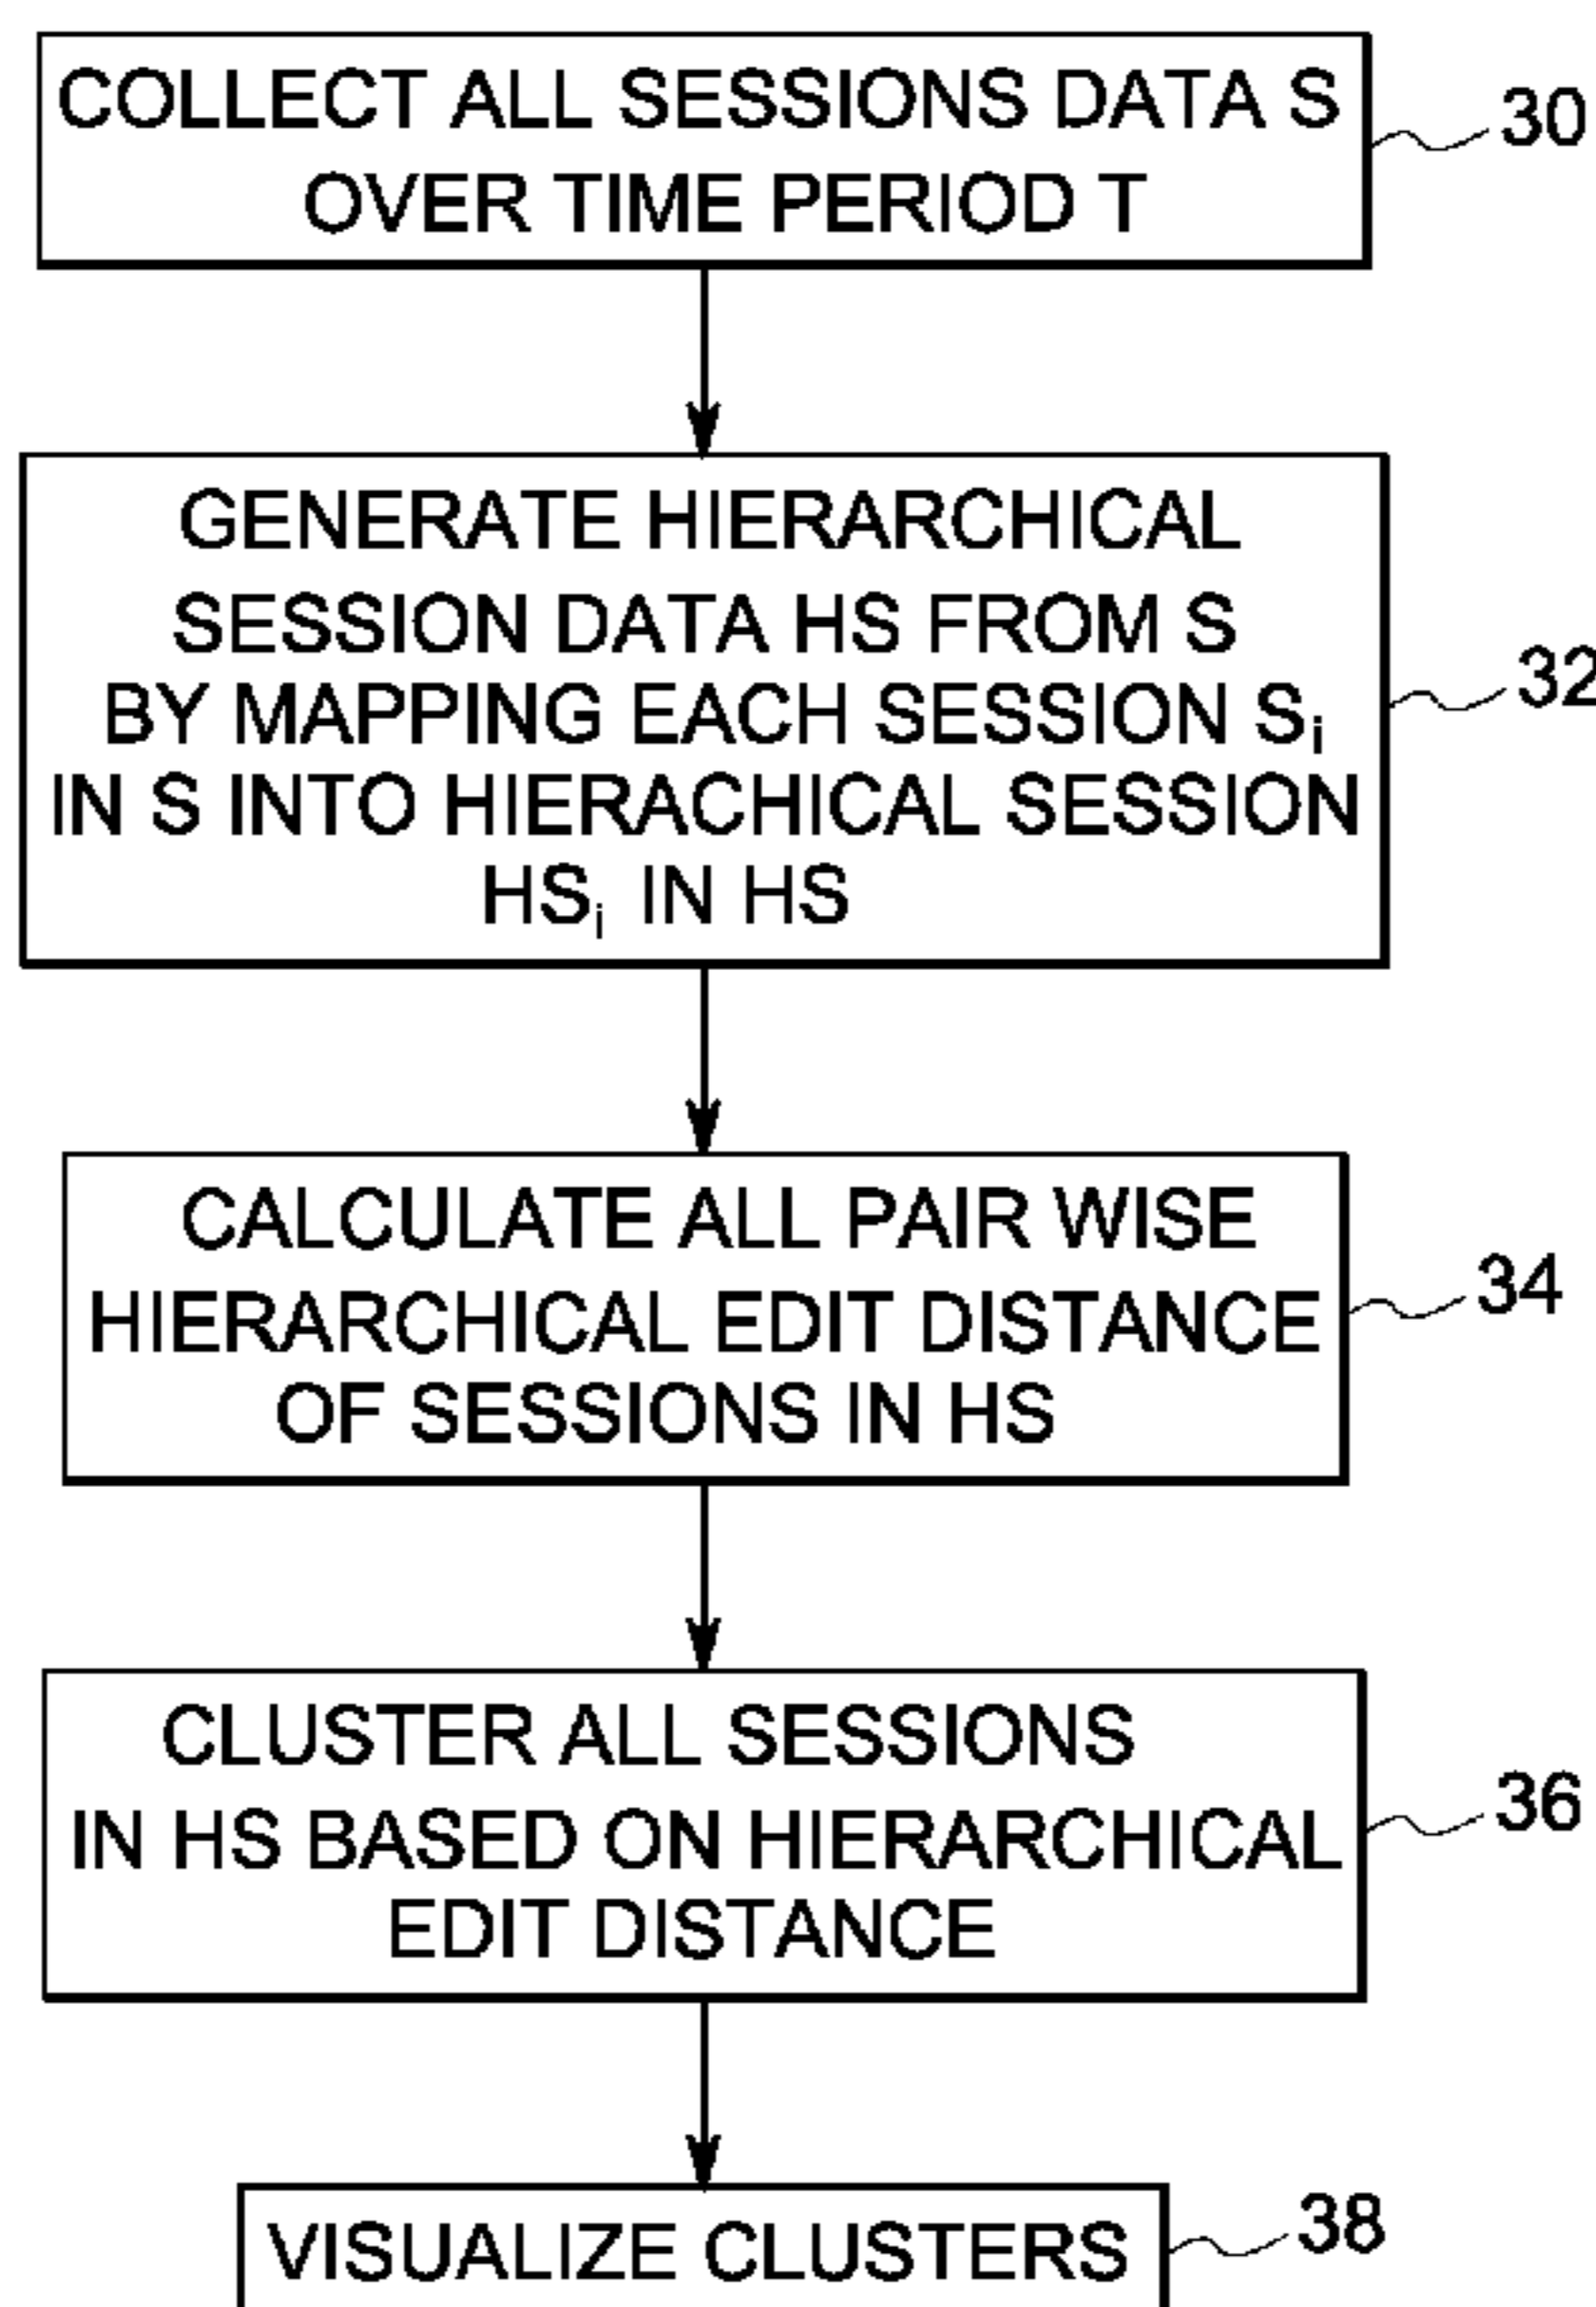 COLLECT ALL SESSIONS DATA S
OVER TIME PERIOD T
30
GENERATE HIERARCHICAL
SESSION DATA HS FROM S
BY MAPPING EACH SESSION Sᵢ
IN S INTO HIERACHICAL SESSION
HSᵢ IN HS
32
CALCULATE ALL PAIR WISE
HIERARCHICAL EDIT DISTANCE
OF SESSIONS IN HS
34
CLUSTER ALL SESSIONS
IN HS BASED ON HIERARCHICAL
EDIT DISTANCE
36
VISUALIZE CLUSTERS
38